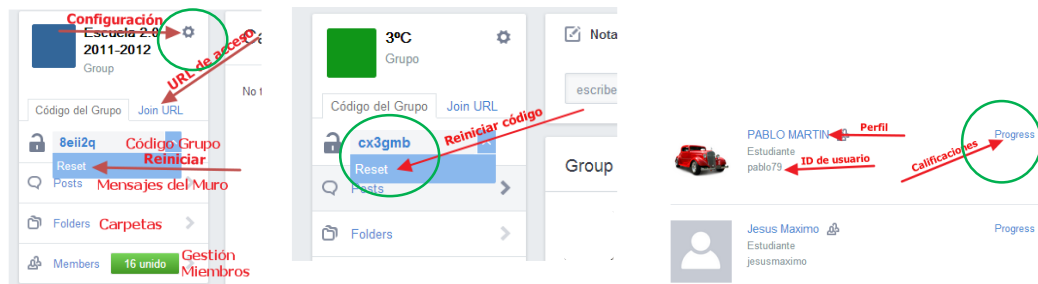 Configuración
Escuela 2.0
2011-2012
Group
URL de acceso
No t
Código del Grupo Join URL
8eii2q Código Grupo
Reset Reiniciar
Posts Mensajes del Muro
Folders Carpetas
Members 16 unido Gestión
Miembros
3ºC
Grupo
Nota
escribe
Código del Grupo Join URL
Reiniciar código
cx3gmb x
Reset
Group
Posts
Folders
PABLO MARTIN Perfil Progress
Estudiante
pablo79 ID de usuario
Calificaciones
Jesus Maximo Progress
Estudiante
jesusmaximo